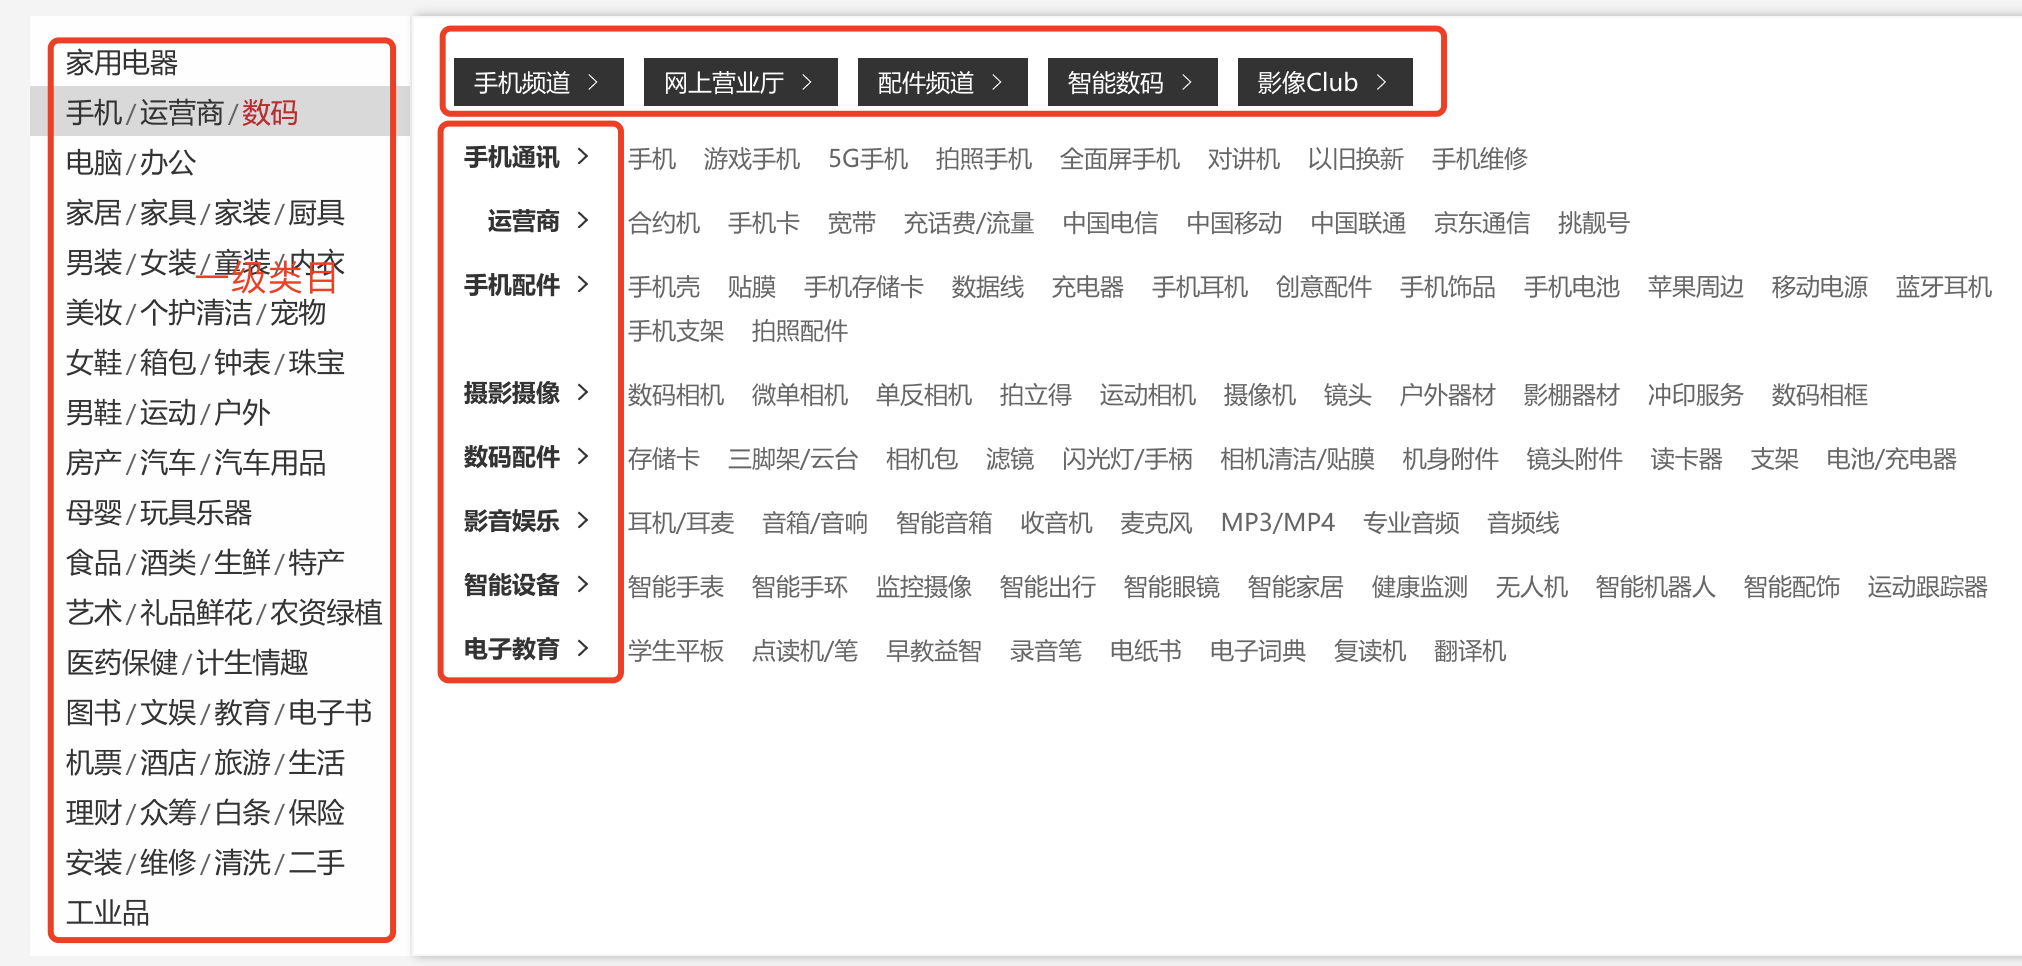 家用电器
手机/运营商/数码
电脑/办公
家居/家具/家装/厨具
男装/女装/童装/内衣
一级类目
美妆/个护清洁/宠物
女鞋/箱包/钟表/珠宝
男鞋/运动/户外
房产/汽车/汽车用品
母婴/玩具乐器
食品/酒类/生鲜/特产
艺术/礼品鲜花/农资绿植
医药保健/计生情趣
图书/文娱/教育/电子书
机票/酒店/旅游/生活
理财/众筹/白条/保险
安装/维修/清洗/二手
工业品
手机频道 > 网上营业厅 > 配件频道 > 智能数码 > 影像Club >
手机通讯 > 手机 游戏手机 5G手机 拍照手机 全面屏手机 对讲机 以旧换新 手机维修
运营商 > 合约机 手机卡 宽带 充话费/流量 中国电信 中国移动 中国联通 京东通信 挑靓号
手机配件 > 手机壳 贴膜 手机存储卡 数据线 充电器 手机耳机 创意配件 手机饰品 手机电池 苹果周边 移动电源 蓝牙耳机
手机支架 拍照配件
摄影摄像 > 数码相机 微单相机 单反相机 拍立得 运动相机 摄像机 镜头 户外器材 影棚器材 冲印服务 数码相框
数码配件 > 存储卡 三脚架/云台 相机包 滤镜 闪光灯/手柄 相机清洁/贴膜 机身附件 镜头附件 读卡器 支架 电池/充电器
影音娱乐 > 耳机/耳麦 音箱/音响 智能音箱 收音机 麦克风 MP3/MP4 专业音频 音频线
智能设备 > 智能手表 智能手环 监控摄像 智能出行 智能眼镜 智能家居 健康监测 无人机 智能机器人 智能配饰 运动跟踪器
电子教育 > 学生平板 点读机/笔 早教益智 录音笔 电纸书 电子词典 复读机 翻译机